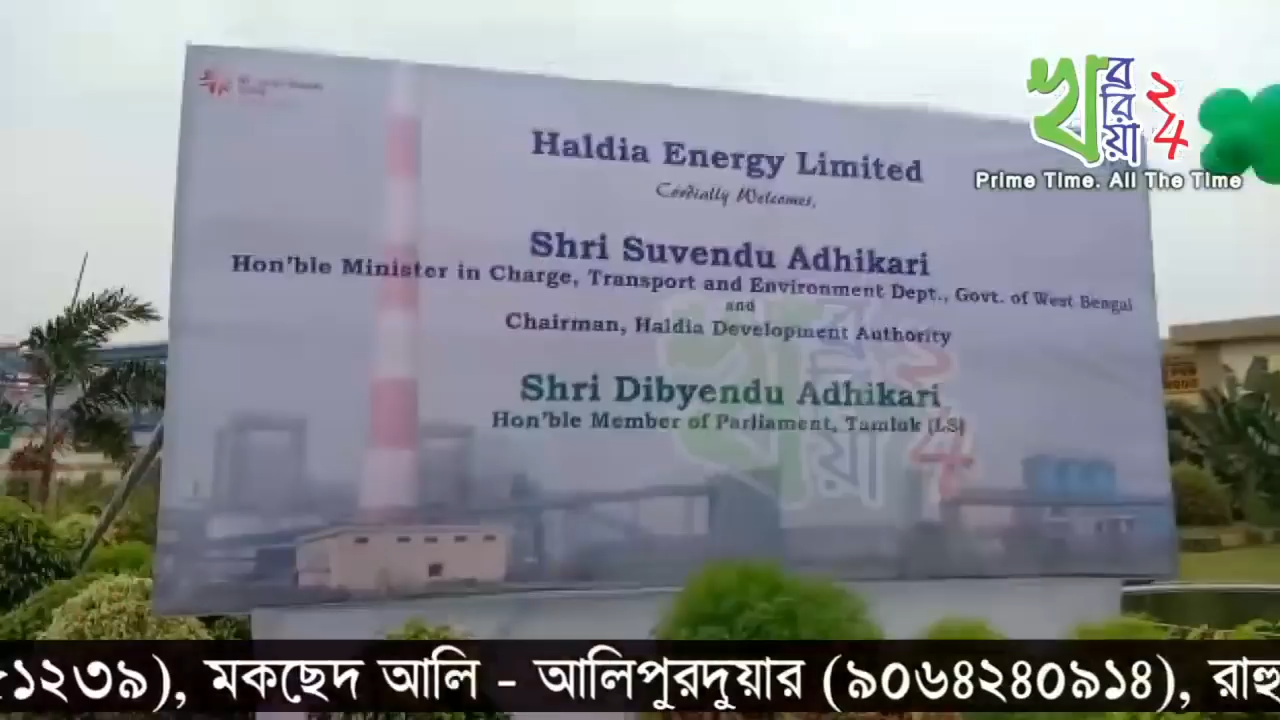 খবরিয়া ২৪
Prime Time. All The Time
Haldia Energy Limited
Cordially Welcomes,
Shri Suvendu Adhikari
Hon'ble Minister in Charge, Transport and Environment Dept., Govt. of West Bengal
and
Chairman, Haldia Development Authority
Shri Dibyendu Adhikari
Hon'ble Member of Parliament, Tamluk (LS)
১২৩৯), মকছেদ আলি - আলিপুরদুয়ার (৯০৬৪২৪০৯১৪), রাহু